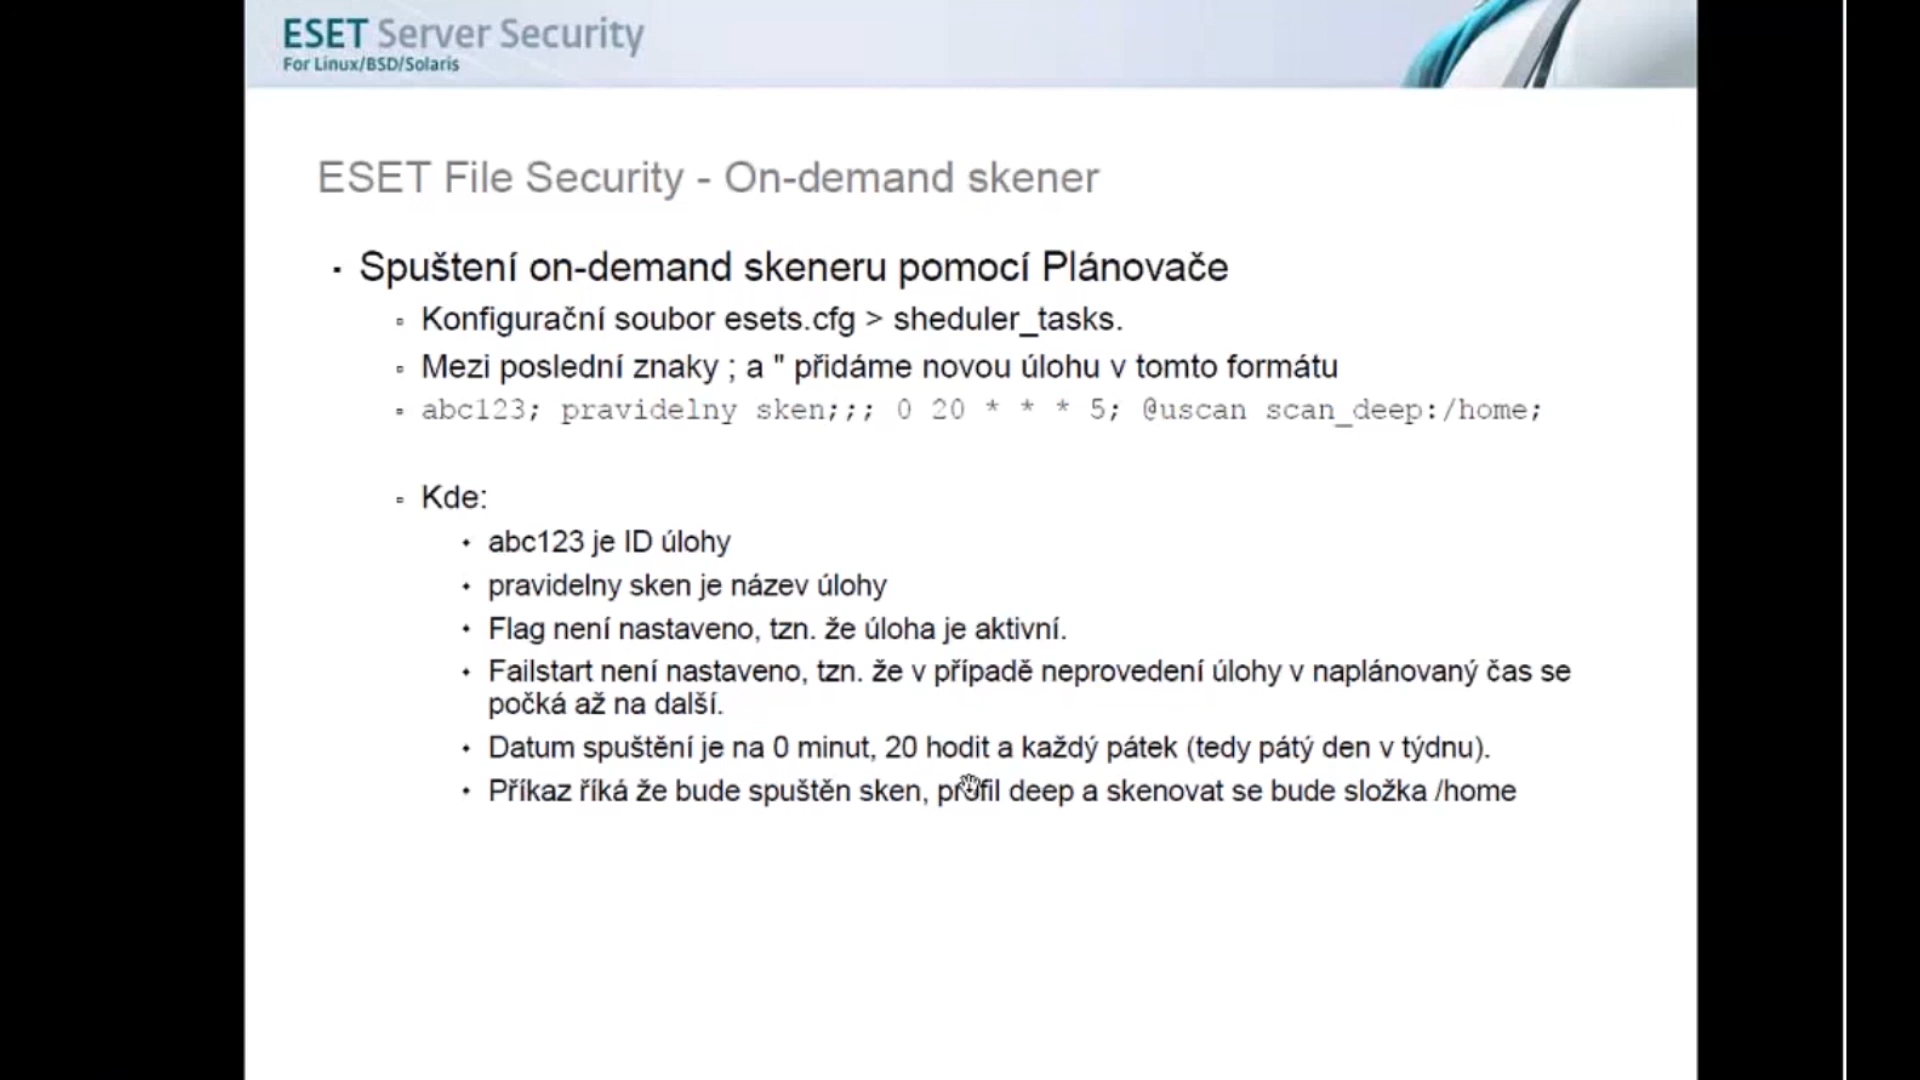 ESET Server Security
For Linux/BSD/Solaris
ESET File Security - On-demand skener
Spuštení on-demand skeneru pomocí Plánovače
Konfigurační soubor esets.cfg > sheduler_tasks.
Mezi poslední znaky ; a " přidáme novou úlohu v tomto formátu
abc123; pravidelny sken;;; 0 20 * * * 5; @uscan scan_deep:/home;
Kde:
abc123 je ID úlohy
pravidelny sken je název úlohy
Flag není nastaveno, tzn. že úloha je aktivní.
Failstart není nastaveno, tzn. že v případě neprovedení úlohy v naplánovaný čas se
počká až na další.
Datum spuštění je na 0 minut, 20 hodit a každý pátek (tedy pátý den v týdnu).
Příkaz říká že bude spuštěn sken, profil deep a skenovat se bude složka /home